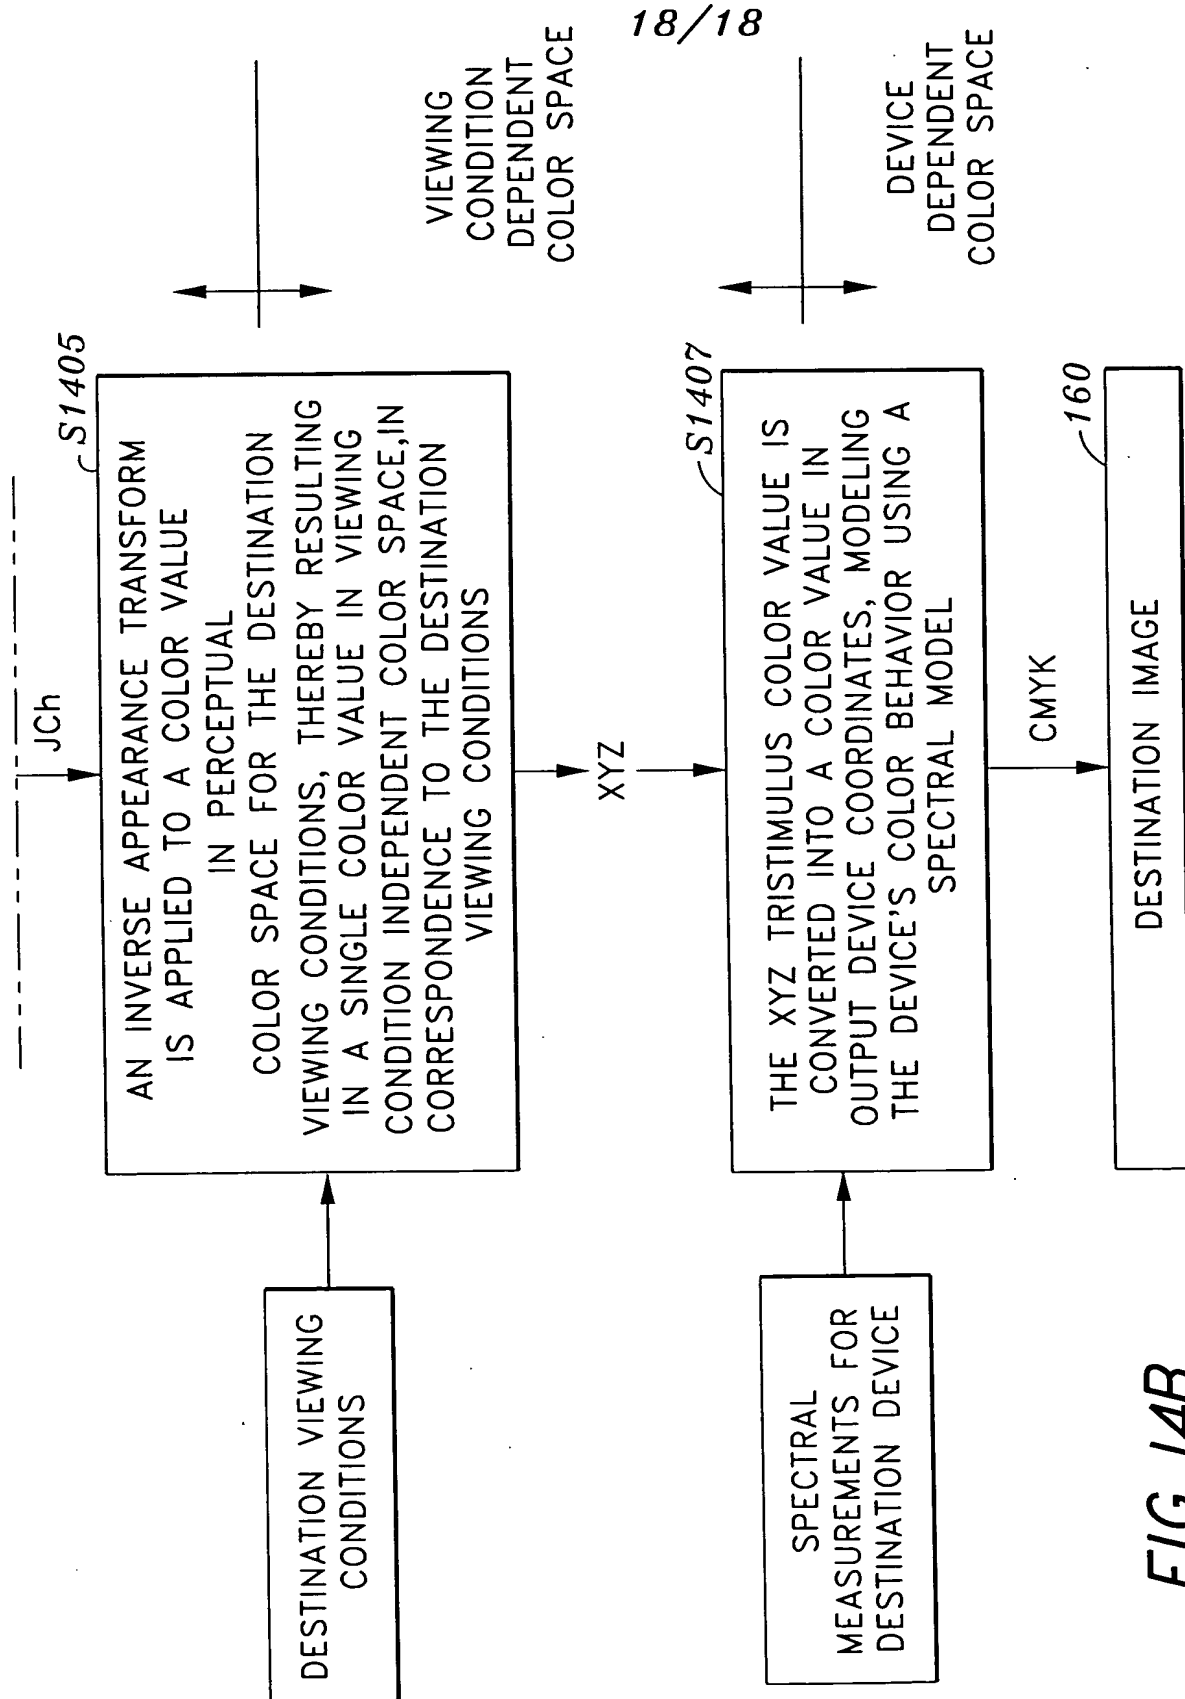 18/18
JCh
S1405
AN INVERSE APPEARANCE TRANSFORM
IS APPLIED TO A COLOR VALUE
IN PERCEPTUAL
COLOR SPACE FOR THE DESTINATION
VIEWING CONDITIONS, THEREBY RESULTING
IN A SINGLE COLOR VALUE IN VIEWING
CONDITION INDEPENDENT COLOR SPACE,IN
CORRESPONDENCE TO THE DESTINATION
VIEWING CONDITIONS
DESTINATION VIEWING
CONDITIONS
VIEWING
CONDITION
DEPENDENT
COLOR SPACE
XYZ
S1407
THE XYZ TRISTIMULUS COLOR VALUE IS
CONVERTED INTO A COLOR VALUE IN
OUTPUT DEVICE COORDINATES, MODELING
THE DEVICE'S COLOR BEHAVIOR USING A
SPECTRAL MODEL
SPECTRAL
MEASUREMENTS FOR
DESTINATION DEVICE
DEVICE
DEPENDENT
COLOR SPACE
CMYK
160
DESTINATION IMAGE
FIG. 14B